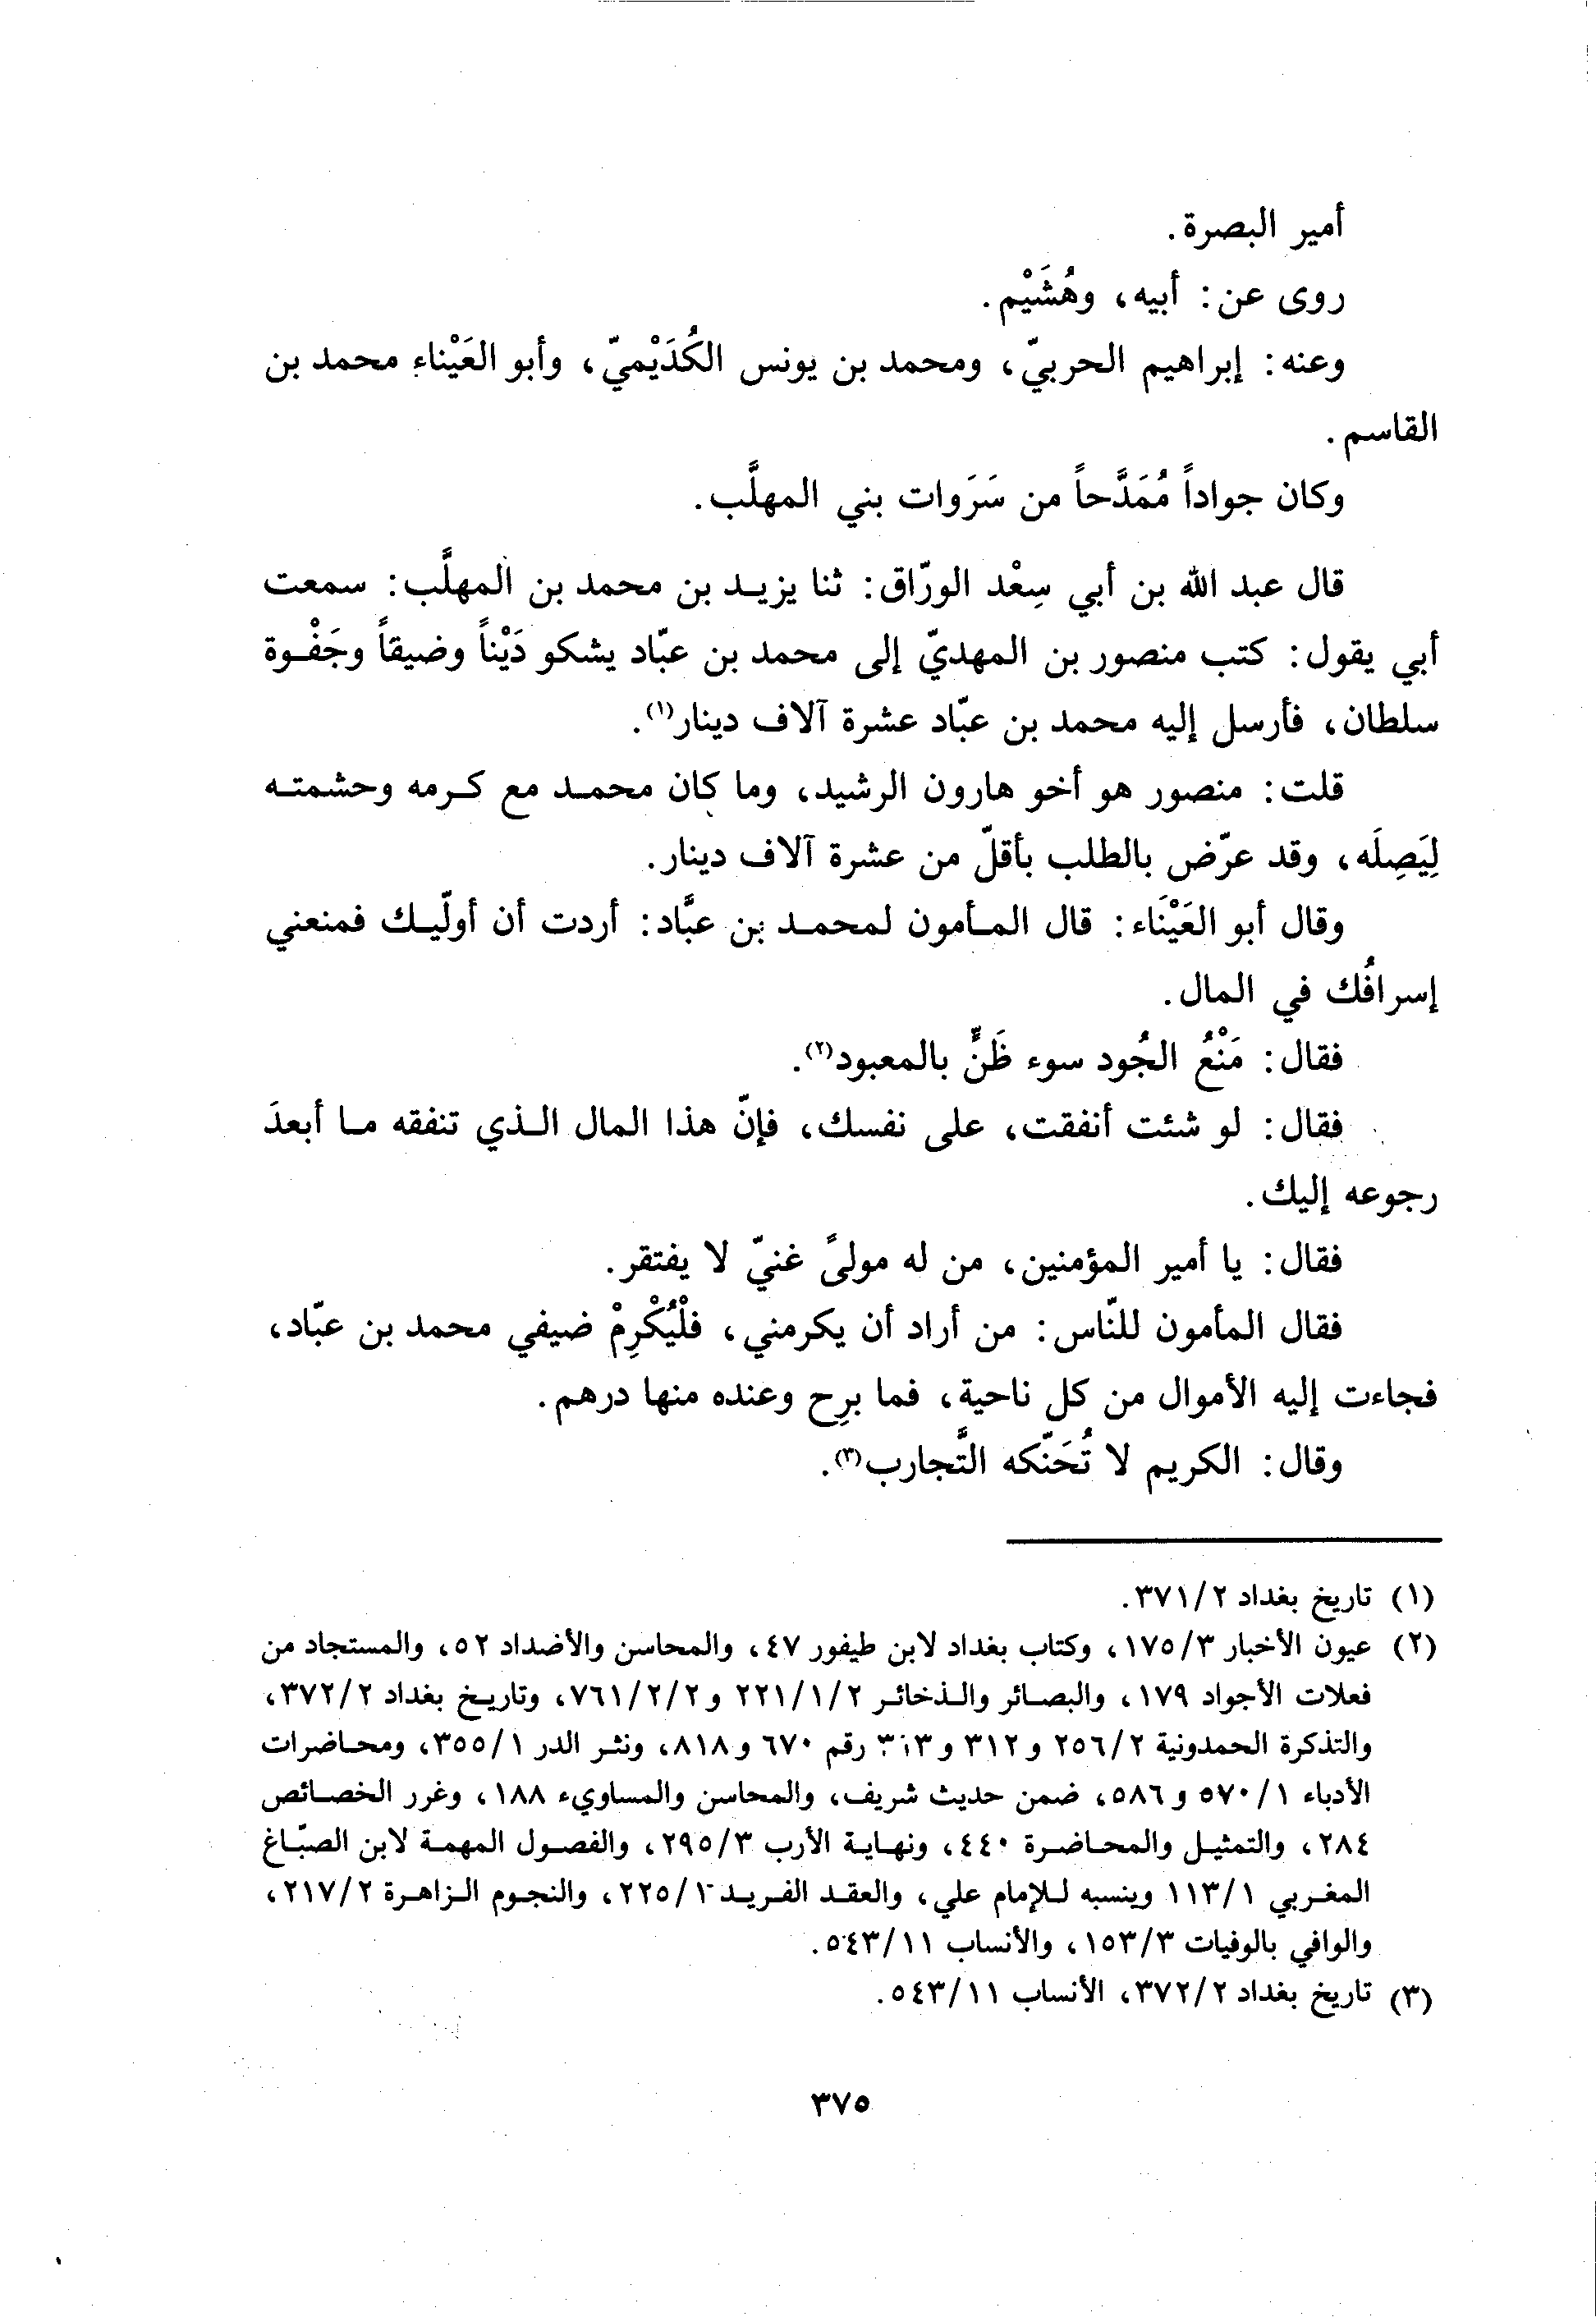 أمير البصرة.
روى عن: أبيه، وهُشَيْم.
وعنه: إبراهيم الحربيّ، ومحمد بن يونس الكُدَيْميّ، وأبو العَيْناء محمد بن
القاسم.
وكان جواداً مُمَدَّحاً من سَرَوات بني المهلَّب.
قال عبد الله بن أبي سِعْد الورّاق: ثنا يزيد بن محمد بن المهلَّب: سمعت
أبي يقول: كتب منصور بن المهديّ إلى محمد بن عبّاد يشكو دَيْناً وضيقاً وجَفْوة
سلطان، فأرسل إليه محمد بن عبّاد عشرة آلاف دينار(١).
قلت: منصور هو أخو هارون الرشيد، وما كان محمد مع كرمه وحشمته
لِيَصِلَه، وقد عرّض بالطلب بأقلّ من عشرة آلاف دينار.
وقال أبو العَيْنَاء: قال المأمون لمحمد بن عبَّاد: أردت أن أولّيك فمنعني
إسرافُك في المال.
فقال: مَنْعُ الجُود سوء ظَنٍّ بالمعبود(٢).
فقال: لو شئت أنفقت، على نفسك، فإنّ هذا المال الذي تنفقه ما أبعدَ
رجوعه إليك.
فقال: يا أمير المؤمنين، من له مولىً غنيّ لا يفتقر.
فقال المأمون للنّاس: من أراد أن يكرمني، فلْيُكْرِمْ ضيفي محمد بن عبّاد،
فجاءت إليه الأموال من كل ناحية، فما برِح وعنده منها درهم.
وقال: الكريم لا تُحَنّكه التَّجارب(٣).
(١) تاريخ بغداد ٣٧١/٢.
(٢) عيون الأخبار ١٧٥/٣، وكتاب بغداد لابن طيفور ٤٧، والمحاسن والأضداد ٥٢، والمستجاد من
فعلات الأجواد ١٧٩، والبصائر والذخائر ٢٢١/١/٢ و٧٦١/٢/٢، وتاريخ بغداد ٣٧٢/٢،
والتذكرة الحمدونية ٢٥٦/٢ و٣١٢ و رقم ٦٧٠ و٨١٨، ونثر الدر ٣٥٥/١، ومحاضرات
الأدباء ٥٧٠/١ و٥٨٦، ضمن حديث شريف، والمحاسن والمساويء ١٨٨، وغرر الخصائص
٢٨٤، والتمثيل والمحاضرة ٤٤٠، ونهاية الأرب ٢٩٥/٣، والفصول المهمة لابن الصبّاغ
المغربي ١١٣/١ وينسبه للإمام علي، والعقد الفريد ٢٢٥/١، والنجوم الزاهرة ٢١٧/٢،
والوافي بالوفيات ١٥٣/٣، والأنساب ٥٤٣/١١.
(٣) تاريخ بغداد ٣٧٢/٢، الأنساب ٥٤٣/١١.
٣٧٥